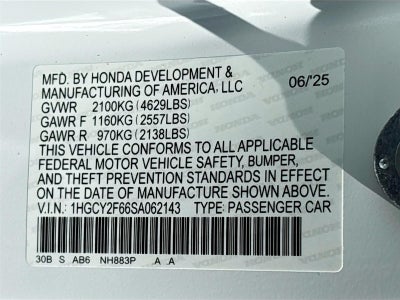 MFD. BY HONDA DEVELOPMENT &
MANUFACTURING OF AMERICA, LLC 06/'25
GVWR 2100KG (4629LBS)
GAWR F 1160KG (2557LBS)
GAWR R 970KG (2138LBS)
THIS VEHICLE CONFORMS TO ALL APPLICABLE
FEDERAL MOTOR VEHICLE SAFETY, BUMPER,
AND THEFT PREVENTION STANDARDS IN EFFECT
ON THE DATE OF MANUFACTURE SHOWN ABOVE.
V.I.N.: 1HGCY2F66SA062143 TYPE: PASSENGER CAR
30B S AB6 NH883P A A